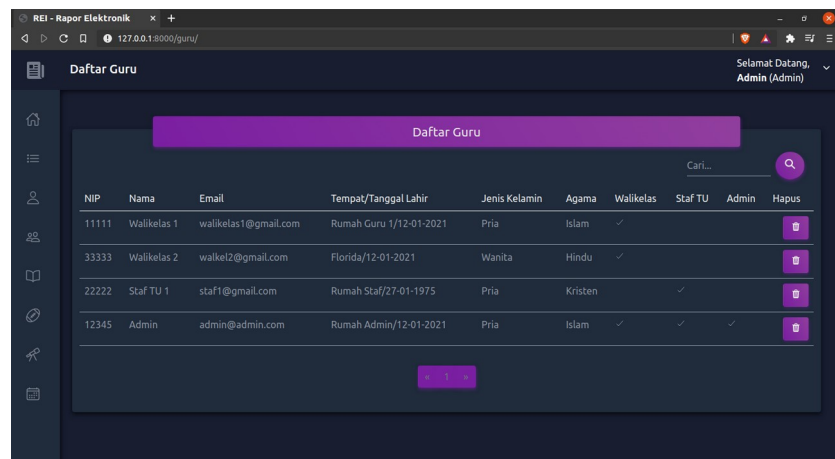 REI - Rapor Elektronik
127.0.0.1:8000/guru/
Daftar Guru
Selamat Datang,
Admin (Admin)
Daftar Guru
Cari...
NIP Nama Email Tempat/Tanggal Lahir Jenis Kelamin Agama Walikelas Staf TU Admin Hapus
11111 Walikelas 1 walikelas1@gmail.com Rumah Guru 1/12-01-2021 Pria Islam ✓
33333 Walikelas 2 walkel2@gmail.com Florida/12-01-2021 Wanita Hindu ✓
22222 Staf TU 1 staf1@gmail.com Rumah Staf/27-01-1975 Pria Kristen ✓
12345 Admin admin@admin.com Rumah Admin/12-01-2021 Pria Islam ✓ ✓ ✓
« 1 »